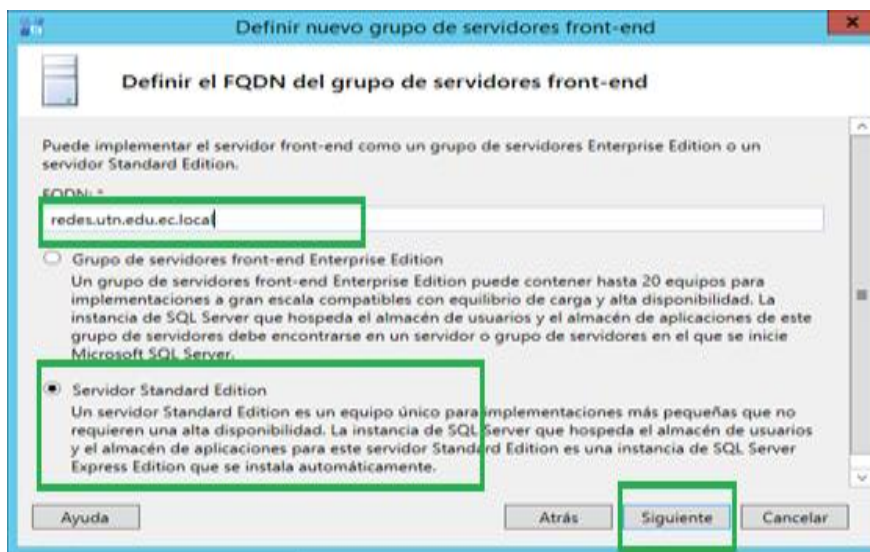 Definir nuevo grupo de servidores front-end
Definir el FQDN del grupo de servidores front-end
Puede implementar el servidor front-end como un grupo de servidores Enterprise Edition o un
servidor Standard Edition.
FQDN: *
redes.utn.edu.ec.local
Grupo de servidores front-end Enterprise Edition
Un grupo de servidores front-end Enterprise Edition puede contener hasta 20 equipos para
implementaciones a gran escala compatibles con equilibrio de carga y alta disponibilidad. La
instancia de SQL Server que hospeda el almacén de usuarios y el almacén de aplicaciones de este
grupo de servidores debe encontrarse en un servidor o grupo de servidores en el que se inicie
Microsoft SQL Server.
Servidor Standard Edition
Un servidor Standard Edition es un equipo único para implementaciones más pequeñas que no
requieren una alta disponibilidad. La instancia de SQL Server que hospeda el almacén de usuarios
y el almacén de aplicaciones para este servidor Standard Edition es una instancia de SQL Server
Express Edition que se instala automáticamente.
Ayuda Atrás Siguiente Cancelar